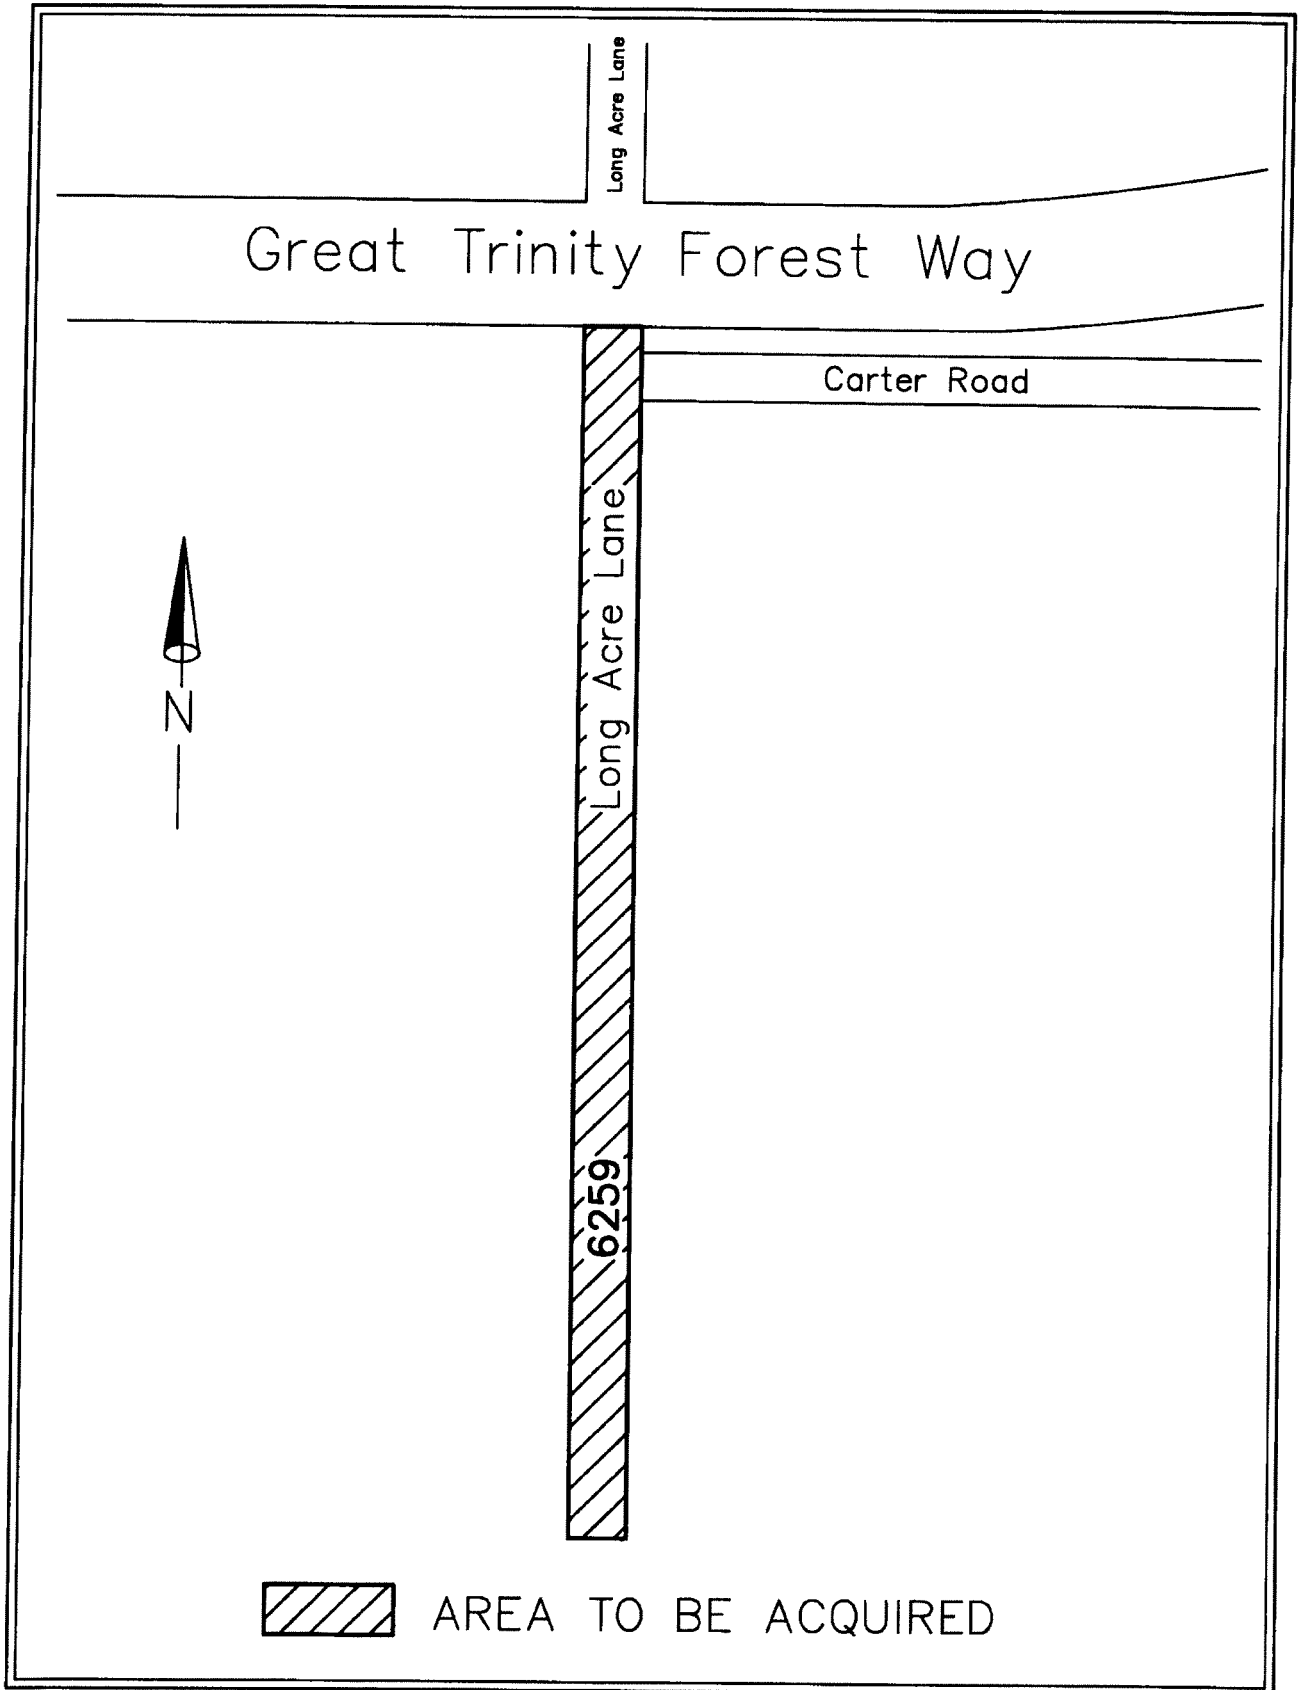 Long Acre Lane
Great Trinity Forest Way
Carter Road
Long Acre Lane
N
6259
AREA TO BE ACQUIRED